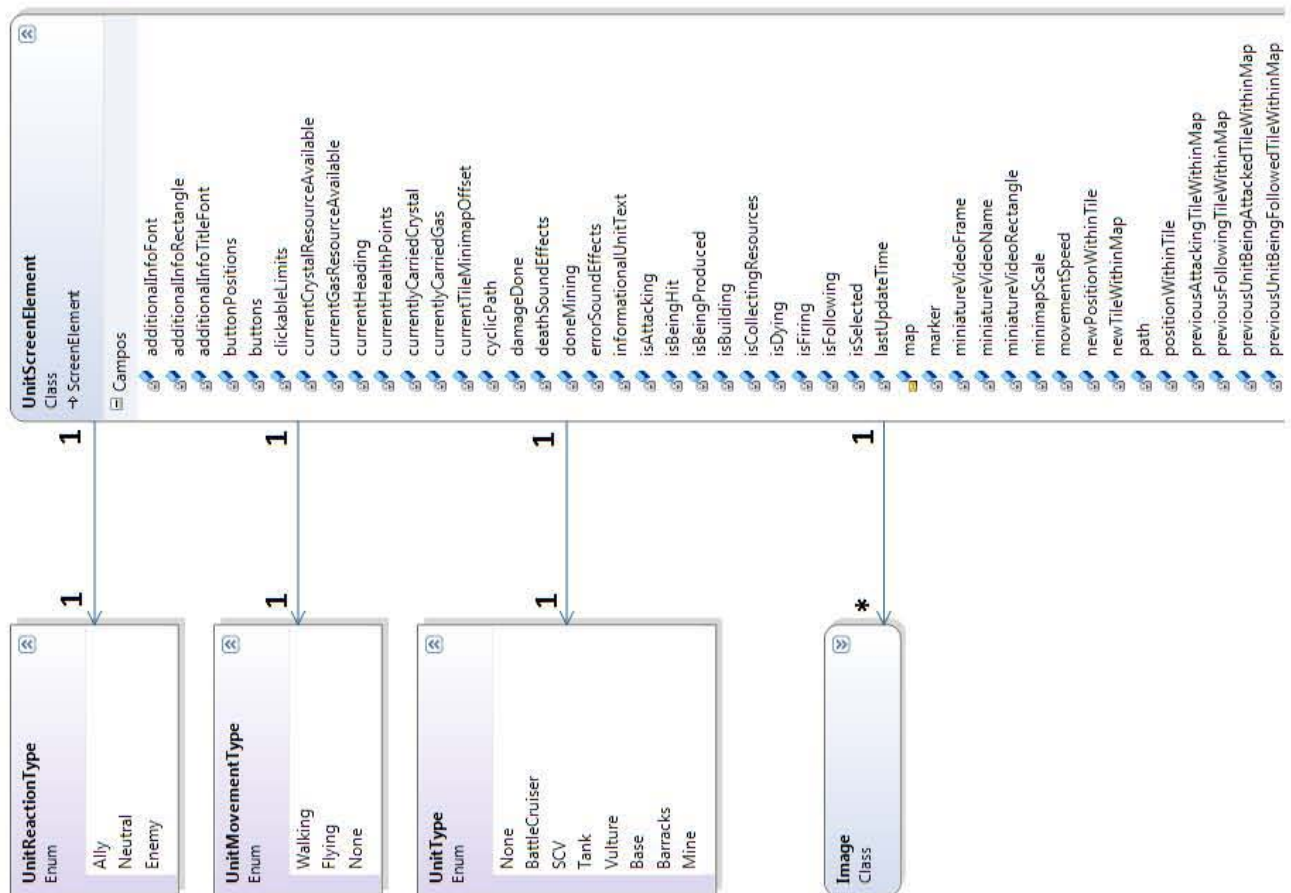 UnitScreenElement
Class
ScreenElement
Campos
additionalInfoFont
additionalInfoRectangle
additionalInfoTitleFont
buttonPositions
buttons
clickableLimits
currentCrystalResourceAvailable
currentGasResourceAvailable
currentHeading
currentHealthPoints
currentlyCarriedCrystal
currentlyCarriedGas
currentTileMinimapOffset
cyclicPath
damageDone
deathSoundEffects
doneMining
errorSoundEffects
informationalUnitText
isAttacking
isBeingHit
isBeingProduced
isBuilding
isCollectingResources
isDying
isFiring
isFollowing
isSelected
lastUpdateTime
map
marker
miniatureVideoFrame
miniatureVideoName
miniatureVideoRectangle
minimapScale
movementSpeed
newPositionWithinTile
newTileWithinMap
path
positionWithinTile
previousAttackingTileWithinMap
previousFollowingTileWithinMap
previousUnitBeingAttackedTileWithinMap
previousUnitBeingFollowedTileWithinMap
1
1
1
1
1
1
1
*
UnitReactionType
Enum
Ally
Neutral
Enemy
UnitMovementType
Enum
Walking
Flying
None
UnitType
Enum
None
BattleCruiser
SCV
Tank
Vulture
Base
Barracks
Mine
Image
Class